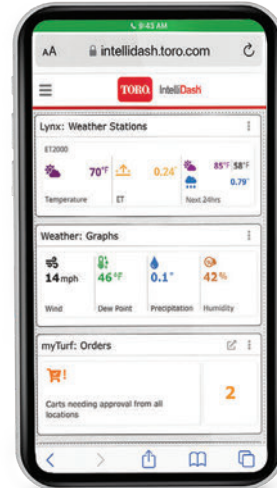 9:43 AM
AA intellidash.toro.com
TORO. IntelliDash
Lynx: Weather Stations
ET2000
70°F 0.24" 85°F 58°F
0.79"
Temperature ET Next 24hrs
Weather: Graphs
14 mph 46 °F 0.1" 42%
Wind Dew Point Precipitation Humidity
myTurf: Orders
!
2
Carts needing approval from all
locations